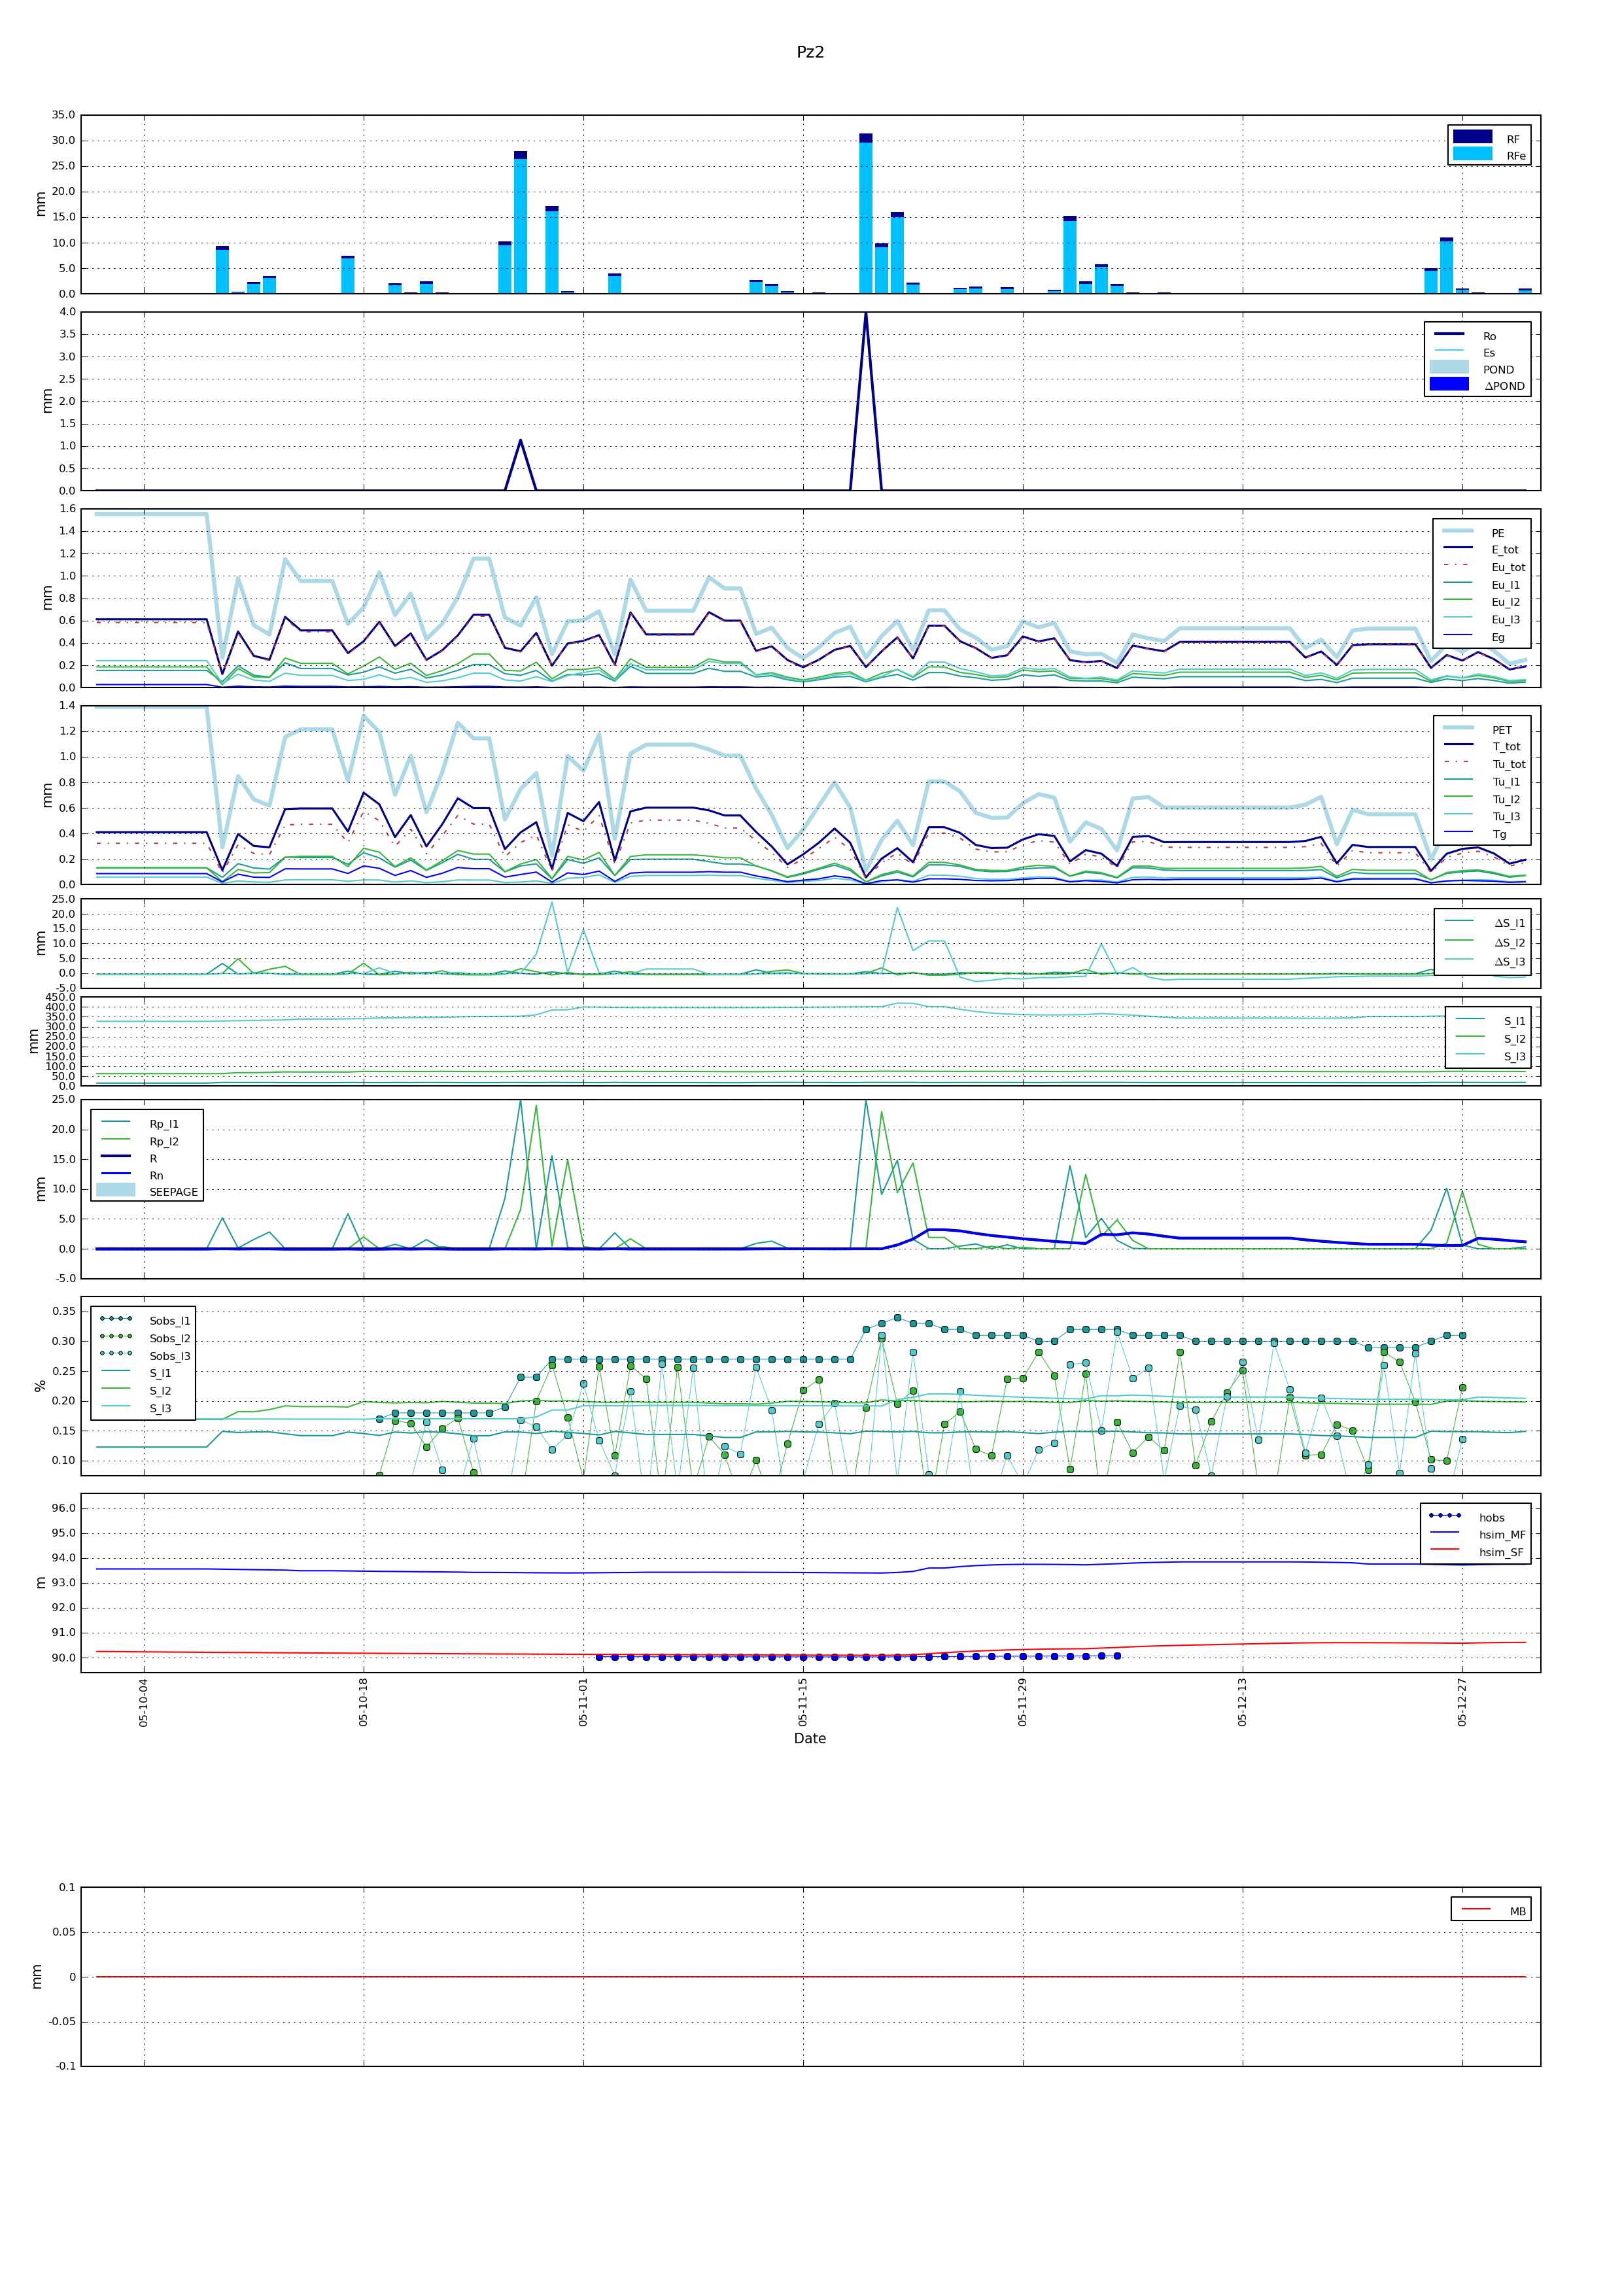 Pz2
35.0
30.0
25.0
20.0
15.0
10.0
5.0
0.0
mm
RF
RFe
4.0
3.5
3.0
2.5
2.0
1.5
1.0
0.5
0.0
mm
Ro
Es
POND
ΔPOND
1.6
1.4
1.2
1.0
0.8
0.6
0.4
0.2
0.0
mm
PE
E_tot
Eu_tot
Eu_l1
Eu_l2
Eu_l3
Eg
1.4
1.2
1.0
0.8
0.6
0.4
0.2
0.0
mm
PET
T_tot
Tu_tot
Tu_l1
Tu_l2
Tu_l3
Tg
25.0
20.0
15.0
10.0
5.0
0.0
-5.0
mm
ΔS_l1
ΔS_l2
ΔS_l3
450.0
400.0
350.0
300.0
250.0
200.0
150.0
100.0
50.0
0.0
mm
S_l1
S_l2
S_l3
25.0
20.0
15.0
10.0
5.0
0.0
-5.0
mm
Rp_l1
Rp_l2
R
Rn
SEEPAGE
0.35
0.30
0.25
0.20
0.15
0.10
%
Sobs_l1
Sobs_l2
Sobs_l3
S_l1
S_l2
S_l3
96.0
95.0
94.0
93.0
92.0
91.0
90.0
m
hobs
hsim_MF
hsim_SF
05-10-04
05-10-18
05-11-01
05-11-15
05-11-29
05-12-13
05-12-27
Date
0.1
0.05
0
-0.05
-0.1
mm
MB